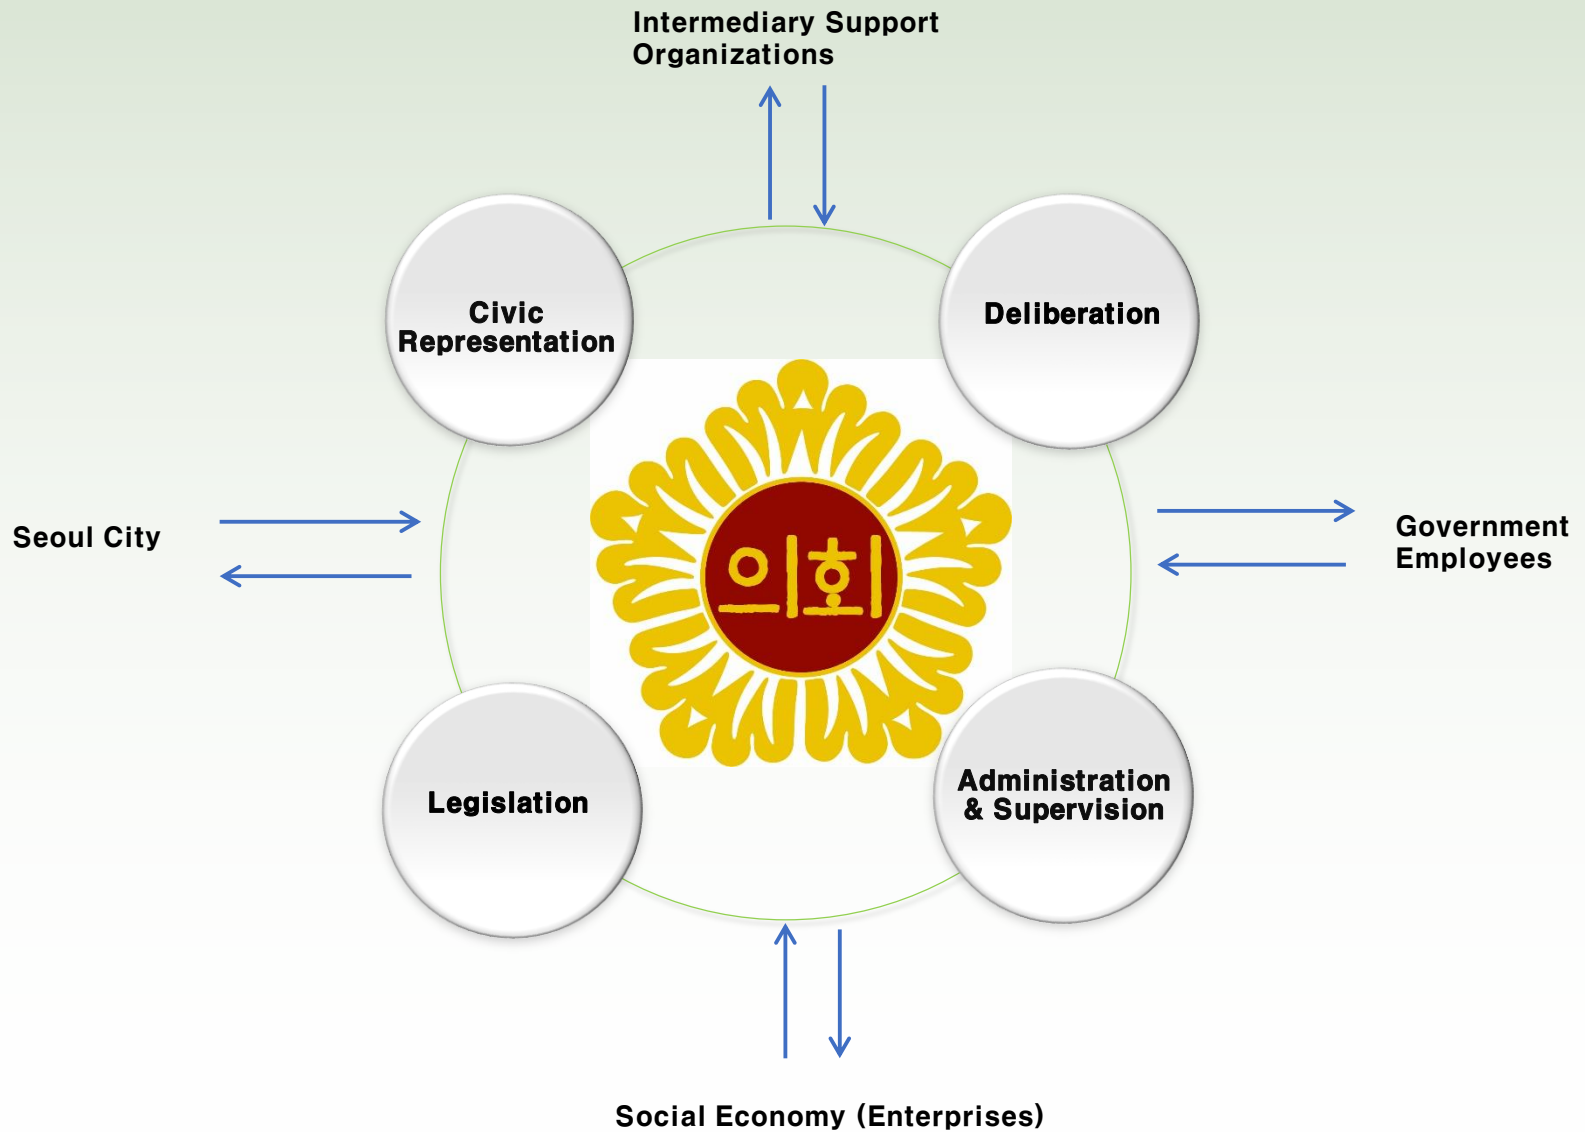 Intermediary Support
Organizations
Civic
Representation
Deliberation
Seoul City
의회
Government
Employees
Legislation
Administration
& Supervision
Social Economy (Enterprises)